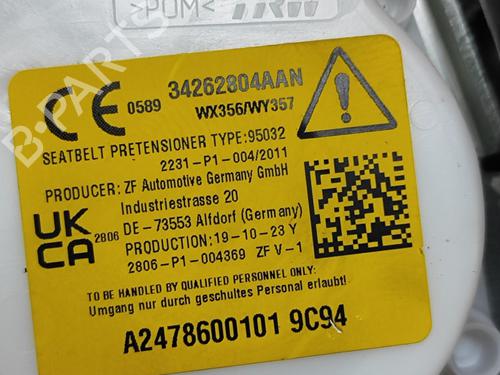 >POM<
TRW
CE 0589
34262804AAN
WX356/WY357
SEATBELT PRETENSIONER TYPE:95032
2231-P1-004/2011
PRODUCER: ZF Automotive Germany GmbH
Industriestrasse 20
DE-73553 Alfdorf (Germany)
UK
CA
2806
PRODUCTION: 19-10-23 Y
2806-P1-004369 ZF V-1
TO BE HANDLED BY QUALIFIED PERSONNEL ONLY:
Umgang nur durch geschultes Personal erlaubt!
A2478600101 9C94
B-PARTS